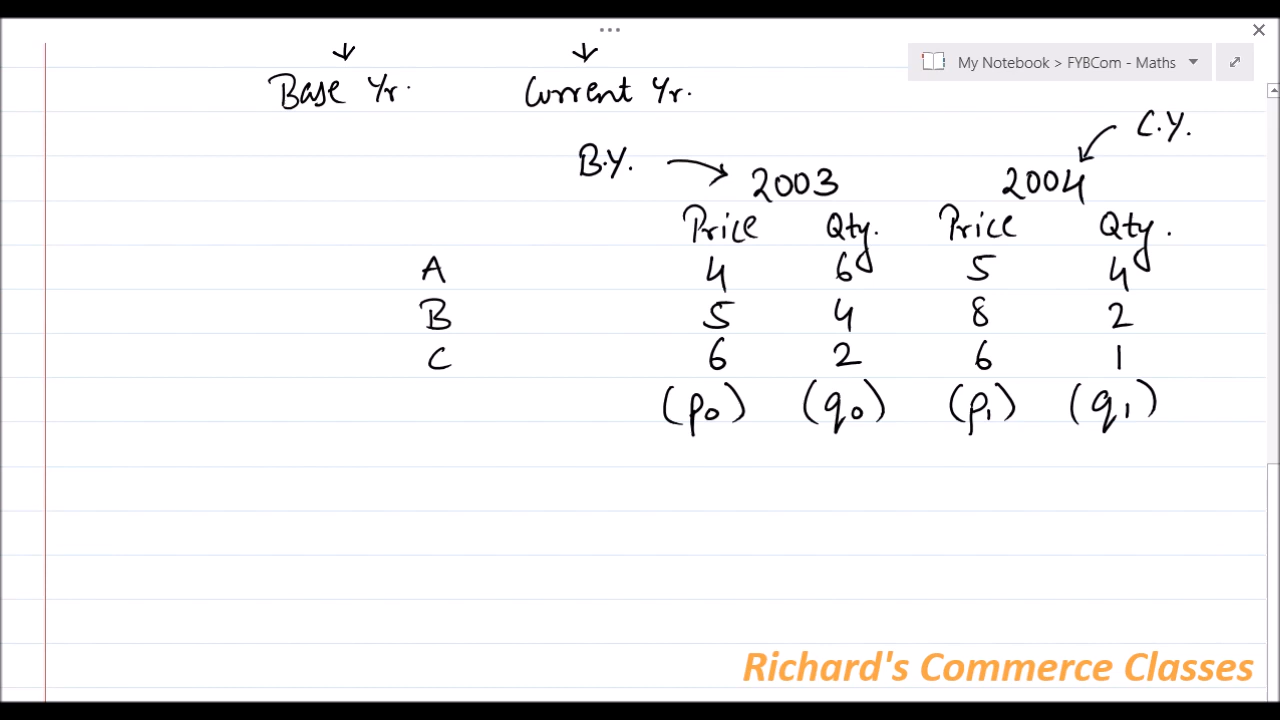 My Notebook > FYBCom - Maths
Base Yr. Current Yr.
C.Y.
B.Y. 2003 2004
Price Qty. Price Qty.
A 4 6 5 4
B 5 4 8 2
C 6 2 6 1
(p0) (q0) (p1) (q1)
Richard's Commerce Classes